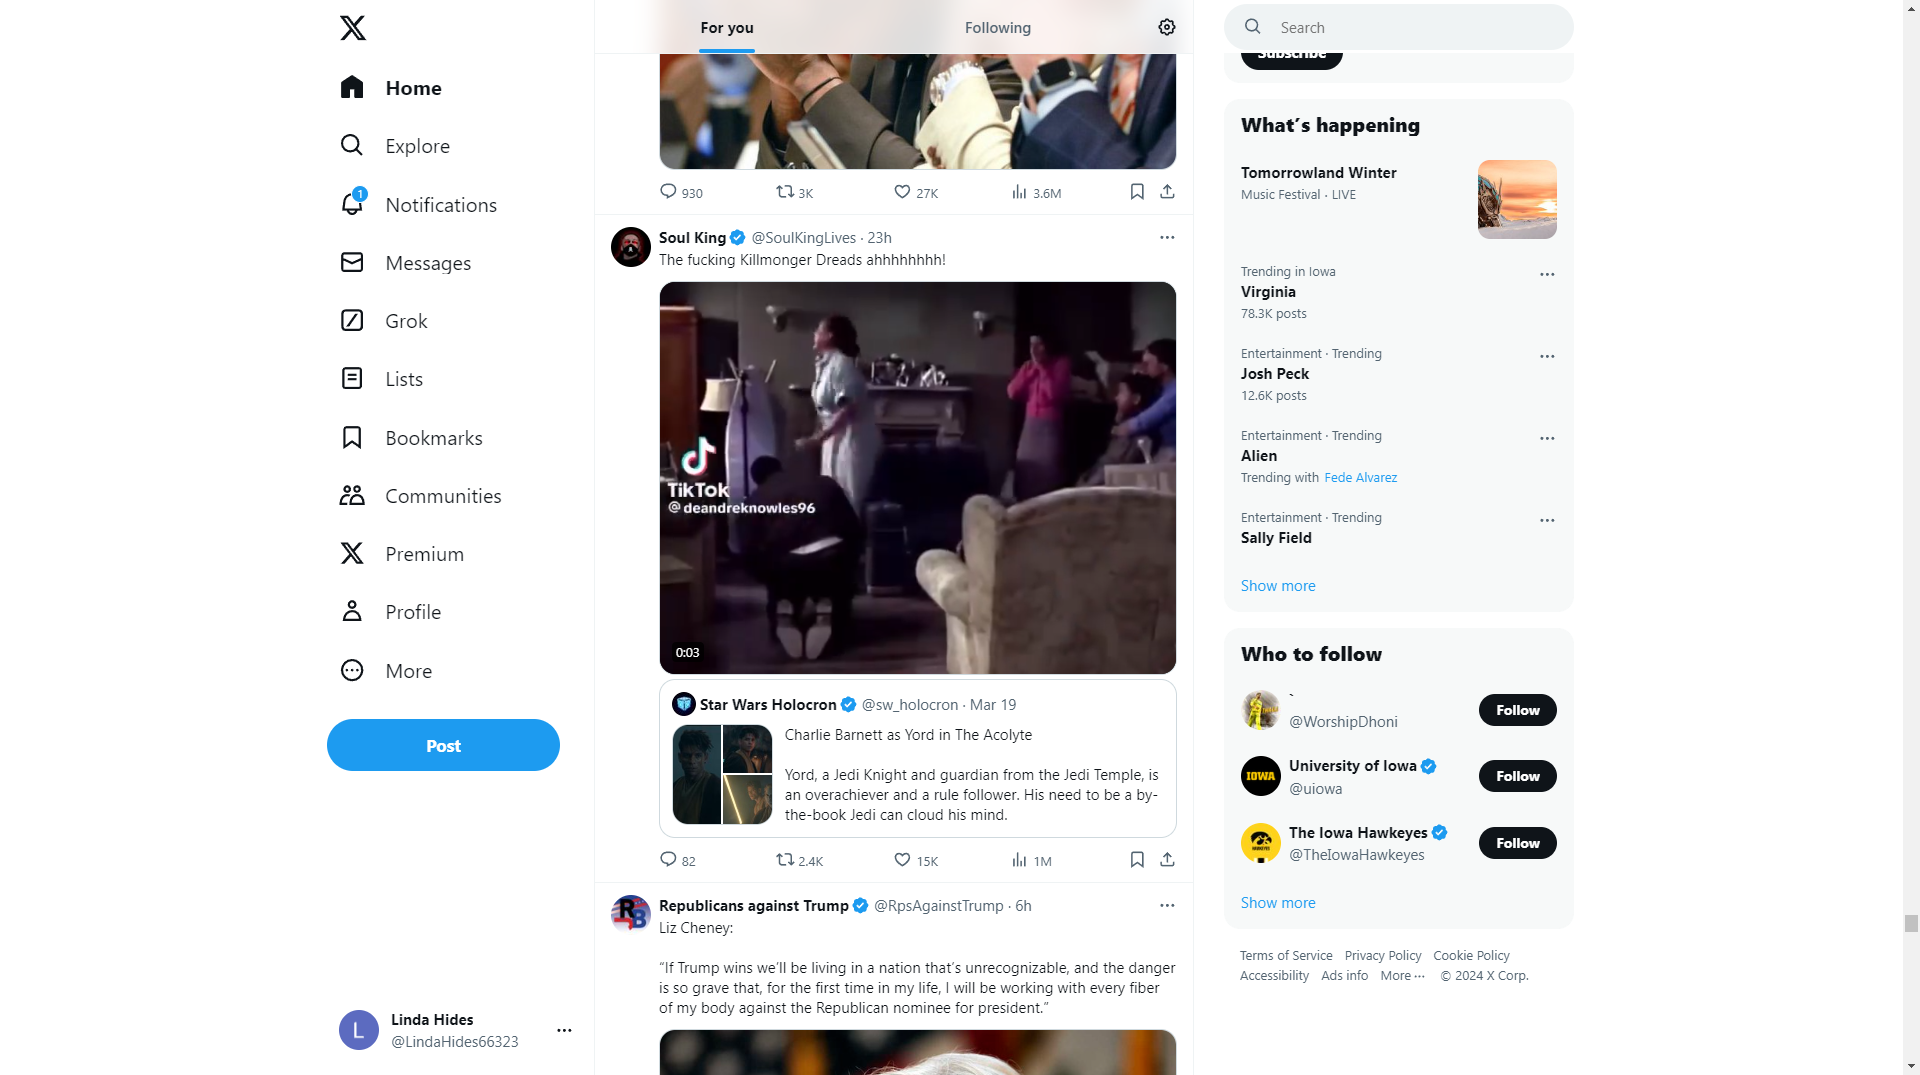 Home
Explore
1
Notifications
Messages
Grok
Lists
Bookmarks
Communities
Premium
Profile
More
Post
L
Linda Hides
@LindaHides66323
For you
Following
930
3K
27K
3.6M
Soul King @SoulKingLives · 23h
The fucking Killmonger Dreads ahhhhhhhh!
TikTok
@deandreknowles96
0:03
Star Wars Holocron @sw_holocron · Mar 19
Charlie Barnett as Yord in The Acolyte
Yord, a Jedi Knight and guardian from the Jedi Temple, is
an overachiever and a rule follower. His need to be a by-
the-book Jedi can cloud his mind.
82
2.4K
15K
1M
Republicans against Trump @RpsAgainstTrump · 6h
Liz Cheney:
“If Trump wins we’ll be living in a nation that’s unrecognizable, and the danger
is so grave that, for the first time in my life, I will be working with every fiber
of my body against the Republican nominee for president.”
Search
Subscribe
What’s happening
Tomorrowland Winter
Music Festival · LIVE
Trending in Iowa
Virginia
78.3K posts
Entertainment · Trending
Josh Peck
12.6K posts
Entertainment · Trending
Alien
Trending with Fede Alvarez
Entertainment · Trending
Sally Field
Show more
Who to follow
`
@WorshipDhoni
Follow
IOWA
University of Iowa
@uiowa
Follow
The Iowa Hawkeyes
@TheIowaHawkeyes
Follow
Show more
Terms of Service Privacy Policy Cookie Policy
Accessibility Ads info More ··· © 2024 X Corp.